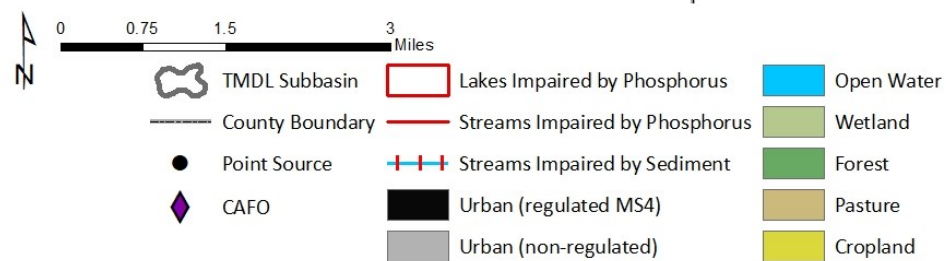 0 0.75 1.5 3
Miles
N
TMDL Subbasin Lakes Impaired by Phosphorus Open Water
County Boundary Streams Impaired by Phosphorus Wetland
Point Source Streams Impaired by Sediment Forest
CAFO Urban (regulated MS4) Pasture
Urban (non-regulated) Cropland